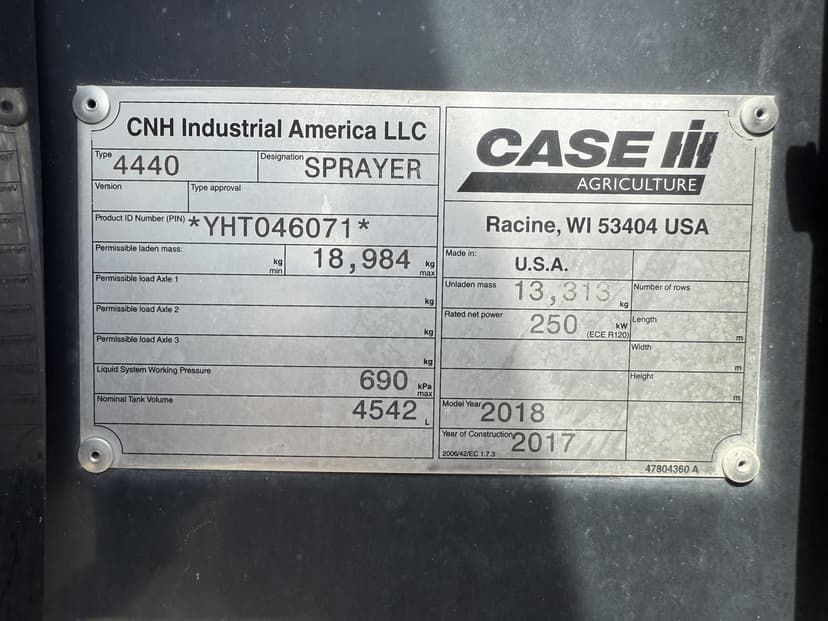 CNH Industrial America LLC
Type 4440
Designation SPRAYER
Version
Type approval
Product ID Number (PIN) *YHT046071*
Permissible laden mass:
kg min
18,984 kg max
Permissible load Axle 1
kg
Permissible load Axle 2
kg
Permissible load Axle 3
kg
Liquid System Working Pressure
690 kPa max
Nominal Tank Volume
4542 L
CASE IH
AGRICULTURE
Racine, WI 53404 USA
Made in:
U.S.A.
Unladen mass 13,313 kg
Number of rows
Rated net power 250 kW
(ECE R120)
Length
m
Width
m
Height
m
Model Year 2018
Year of Construction 2017
2006/42/EC 1.7.3
47804360 A